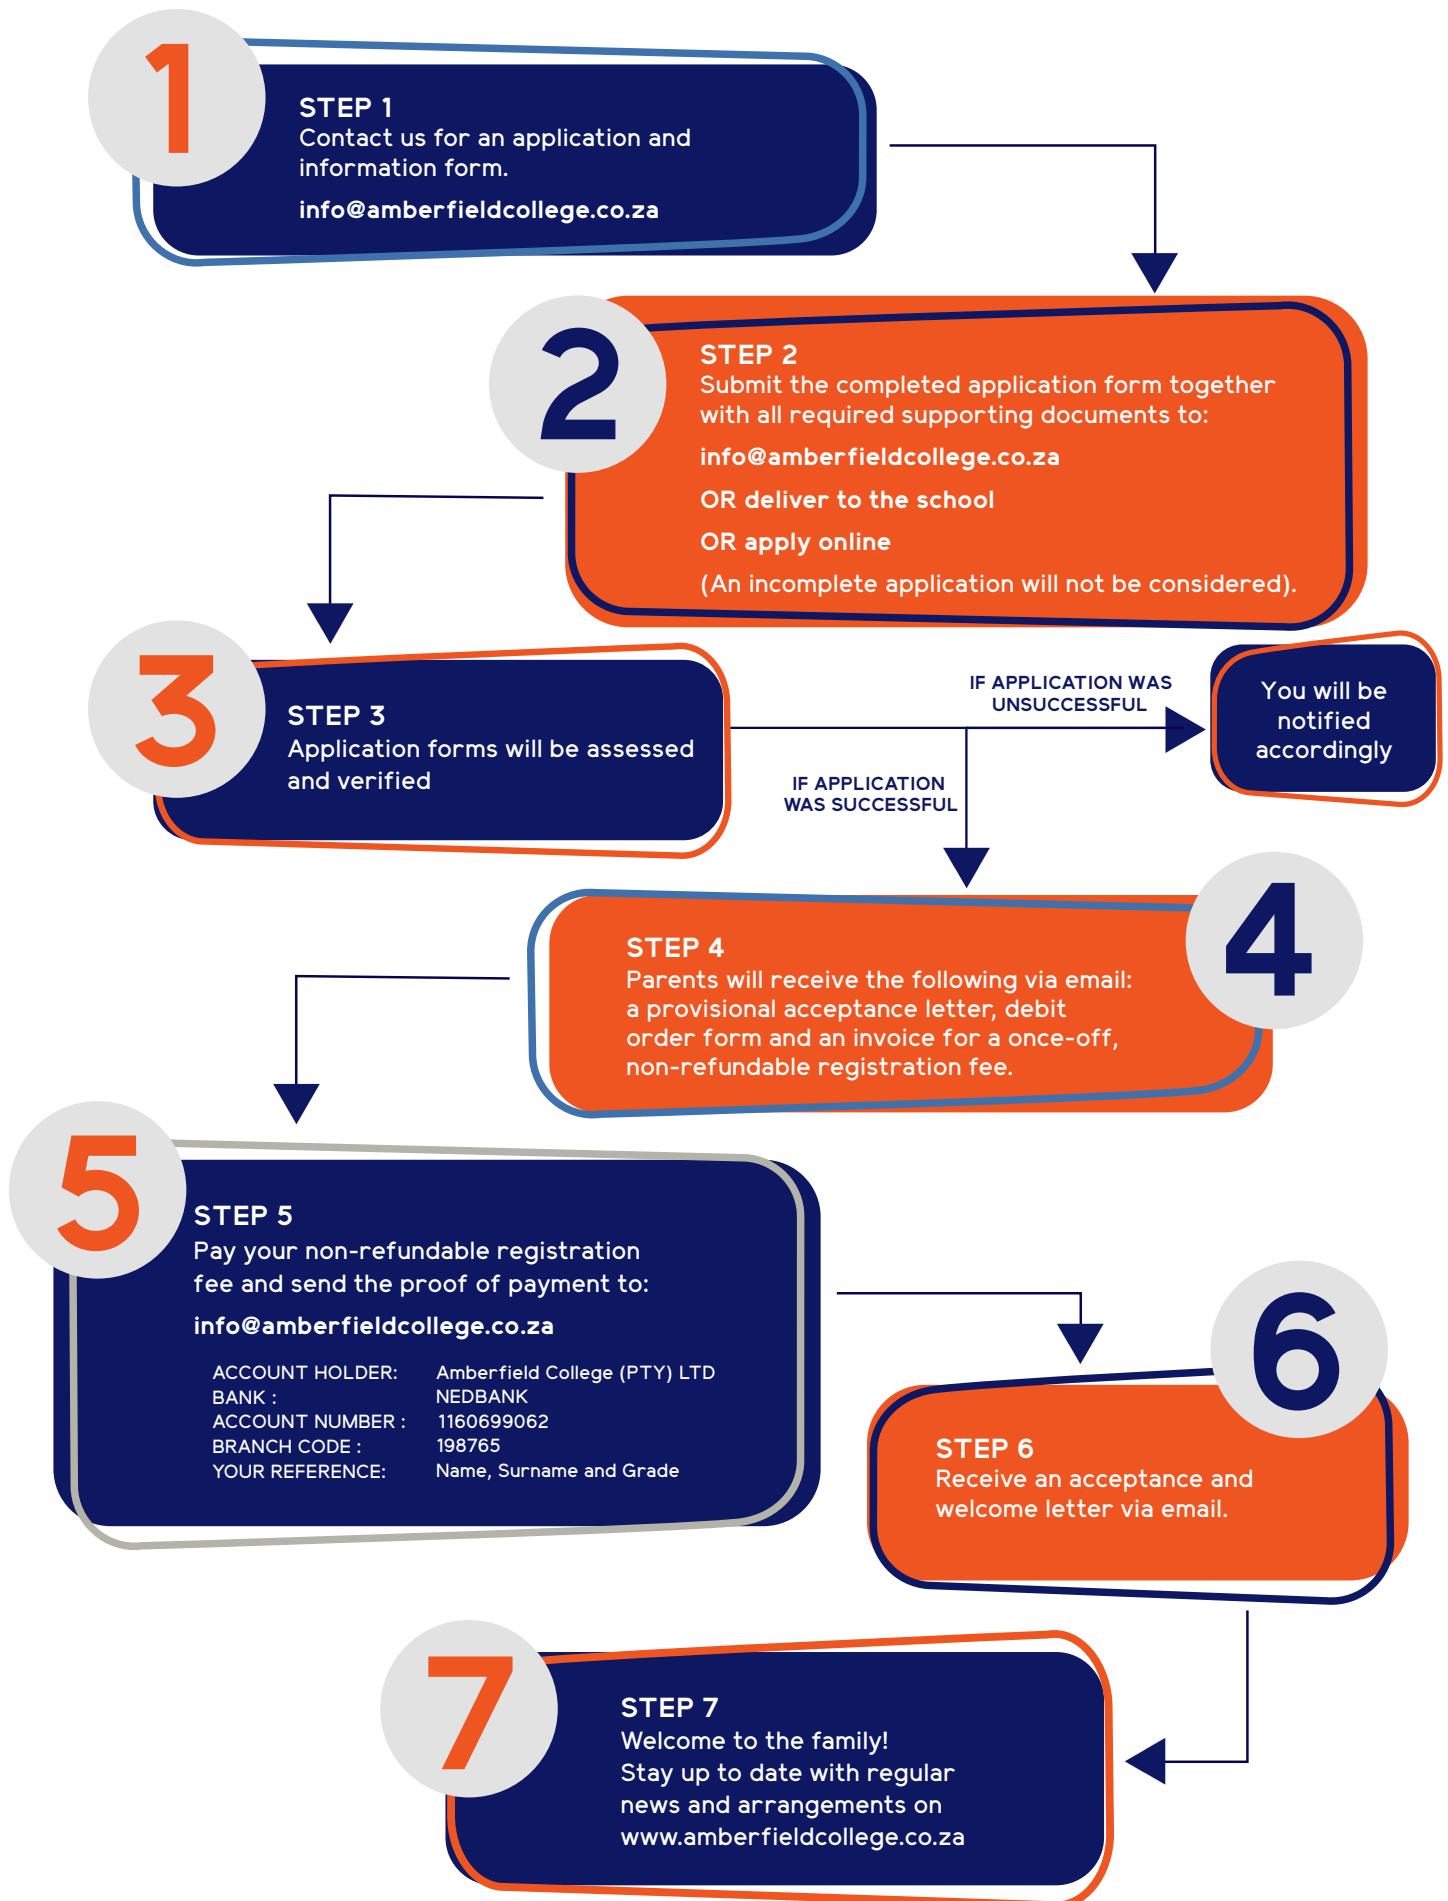 1
STEP 1
Contact us for an application and
information form.
info@amberfieldcollege.co.za
2
STEP 2
Submit the completed application form together
with all required supporting documents to:
info@amberfieldcollege.co.za
OR deliver to the school
OR apply online
(An incomplete application will not be considered).
3
STEP 3
Application forms will be assessed
and verified
IF APPLICATION WAS
UNSUCCESSFUL
You will be
notified
accordingly
IF APPLICATION
WAS SUCCESSFUL
4
STEP 4
Parents will receive the following via email:
a provisional acceptance letter, debit
order form and an invoice for a once-off,
non-refundable registration fee.
5
STEP 5
Pay your non-refundable registration
fee and send the proof of payment to:
info@amberfieldcollege.co.za
ACCOUNT HOLDER: Amberfield College (PTY) LTD
BANK : NEDBANK
ACCOUNT NUMBER : 1160699062
BRANCH CODE : 198765
YOUR REFERENCE: Name, Surname and Grade
6
STEP 6
Receive an acceptance and
welcome letter via email.
7
STEP 7
Welcome to the family!
Stay up to date with regular
news and arrangements on
www.amberfieldcollege.co.za